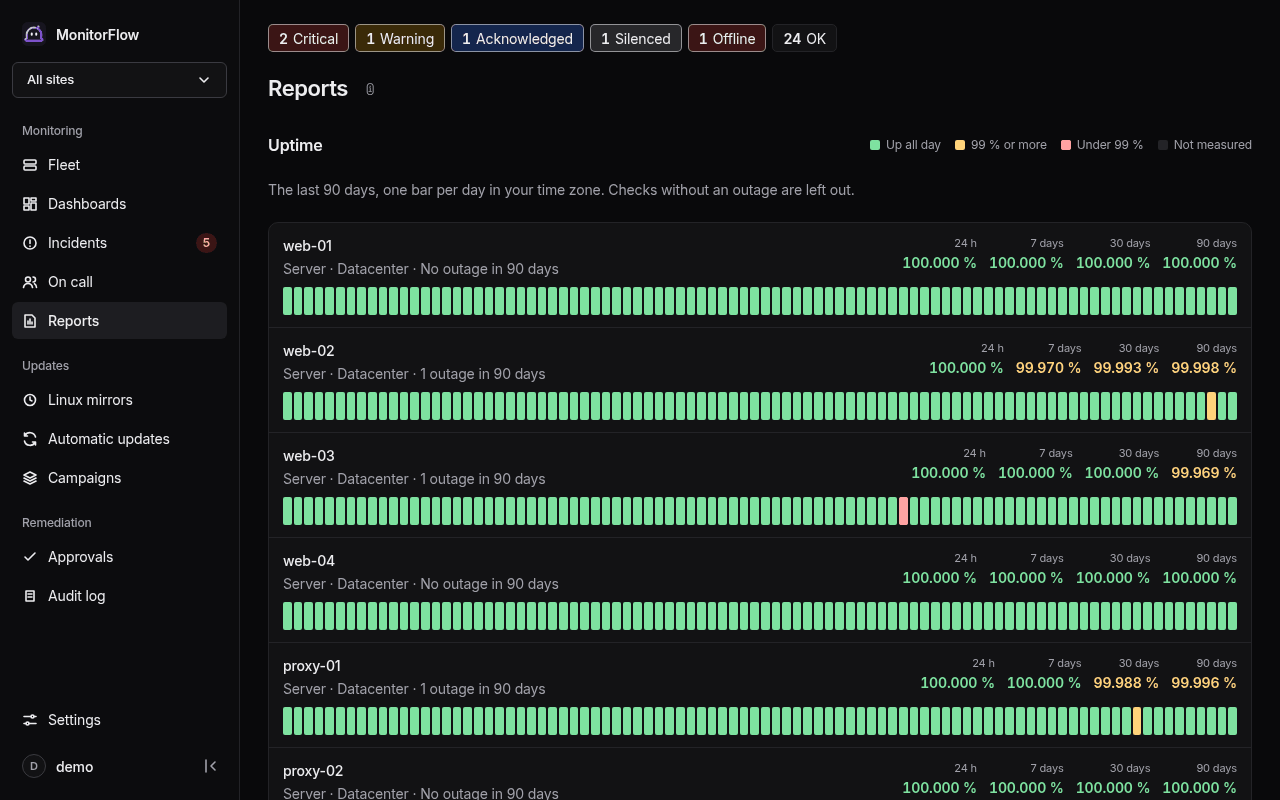 MonitorFlow
All sites
Monitoring
Fleet
Dashboards
Incidents 5
On call
Reports
Updates
Linux mirrors
Automatic updates
Campaigns
Remediation
Approvals
Audit log
Settings
D demo
2 Critical 1 Warning 1 Acknowledged 1 Silenced 1 Offline 24 OK
Reports
Uptime
Up all day 99 % or more Under 99 % Not measured
The last 90 days, one bar per day in your time zone. Checks without an outage are left out.
web-01
24 h 7 days 30 days 90 days
Server · Datacenter · No outage in 90 days
100.000 % 100.000 % 100.000 % 100.000 %
web-02
24 h 7 days 30 days 90 days
Server · Datacenter · 1 outage in 90 days
100.000 % 99.970 % 99.993 % 99.998 %
web-03
24 h 7 days 30 days 90 days
Server · Datacenter · 1 outage in 90 days
100.000 % 100.000 % 100.000 % 99.969 %
web-04
24 h 7 days 30 days 90 days
Server · Datacenter · No outage in 90 days
100.000 % 100.000 % 100.000 % 100.000 %
proxy-01
24 h 7 days 30 days 90 days
Server · Datacenter · 1 outage in 90 days
100.000 % 100.000 % 99.988 % 99.996 %
proxy-02
24 h 7 days 30 days 90 days
Server · Datacenter · No outage in 90 days
100.000 % 100.000 % 100.000 % 100.000 %